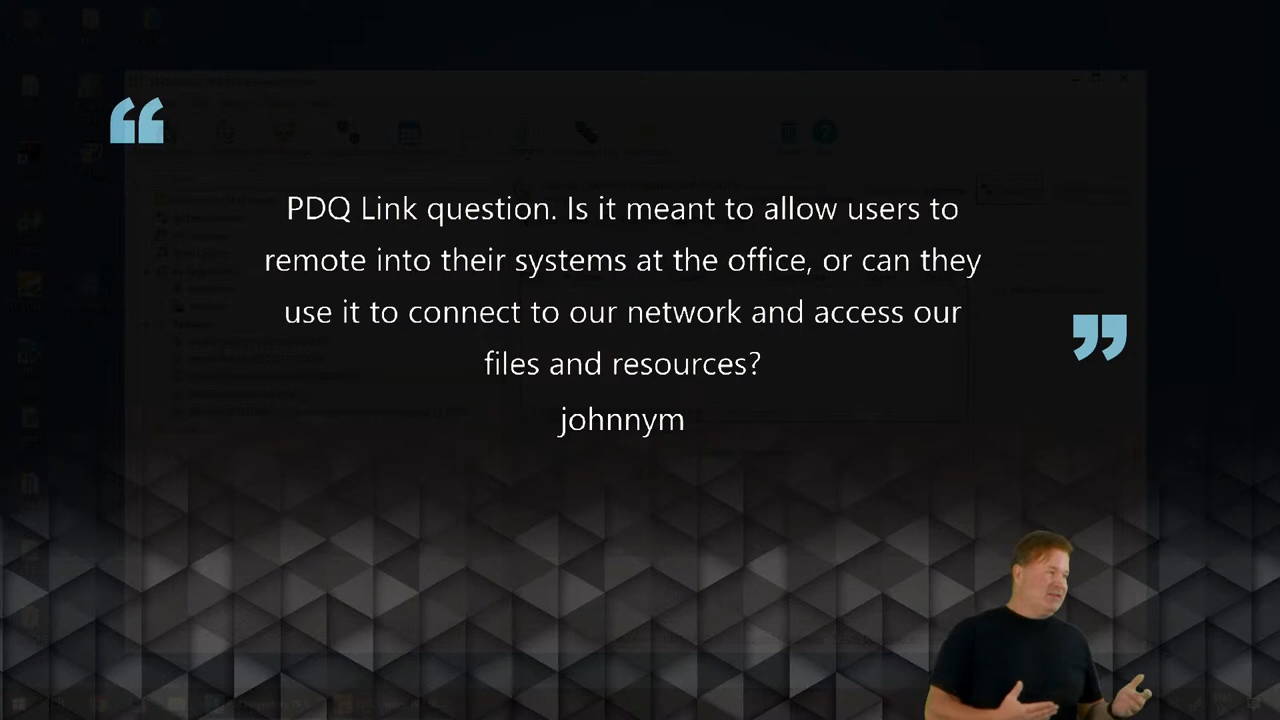 “
PDQ Link question. Is it meant to allow users to
remote into their systems at the office, or can they
use it to connect to our network and access our
files and resources?
”
johnnym